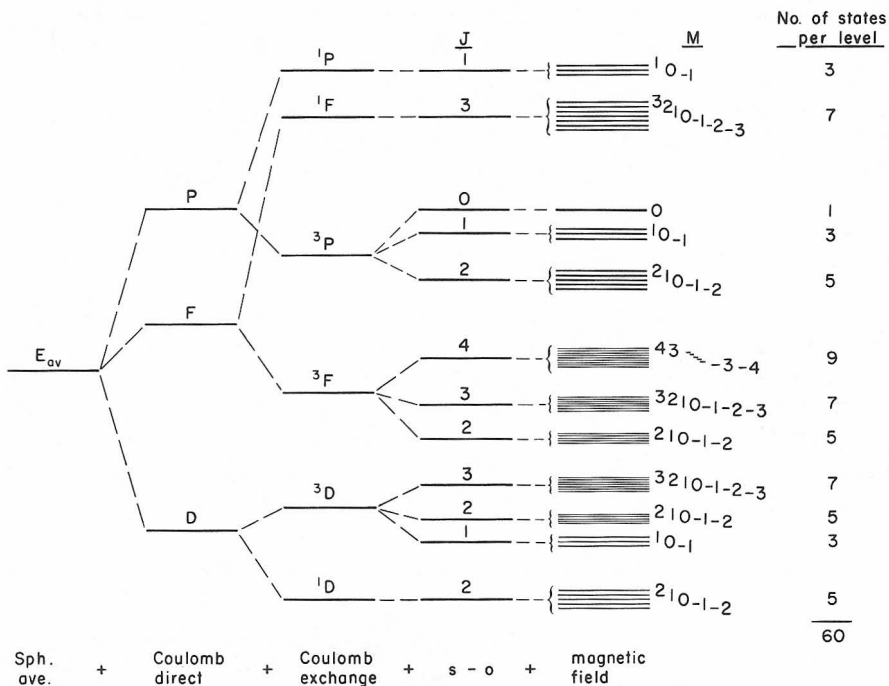 No. of states
J M per level
¹P 1 1 0 -1 3
¹F 3 3 2 1 0 -1 -2 -3 7
P 0 0 1
³P 1 1 0 -1 3
2 2 1 0 -1 -2 5
F
E_av 4 4 3 -3 -4 9
³F 3 3 2 1 0 -1 -2 -3 7
2 2 1 0 -1 -2 5
3 3 2 1 0 -1 -2 -3 7
³D 2 2 1 0 -1 -2 5
D 1 1 0 -1 3
¹D 2 2 1 0 -1 -2 5
60
Sph. + Coulomb + Coulomb + s - o + magnetic
ave. direct exchange field